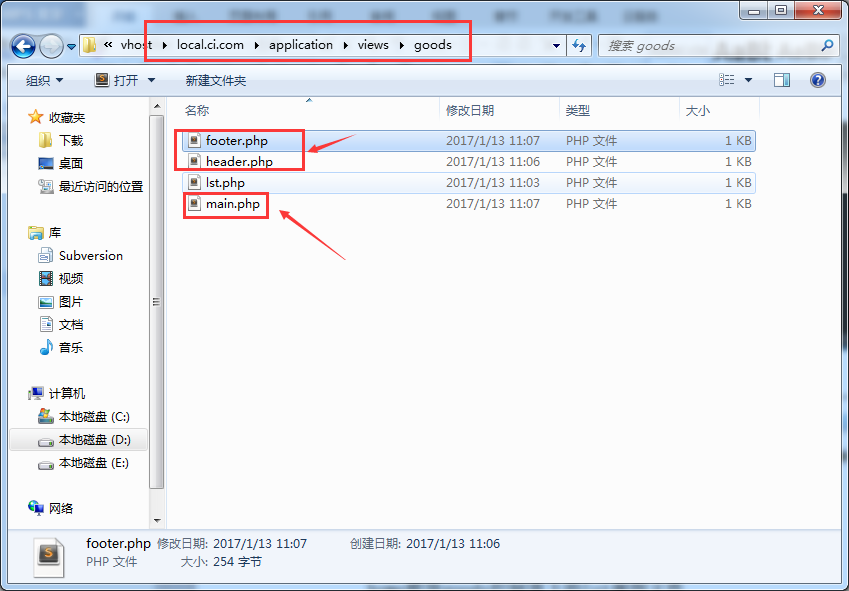 « vhost ▸ local.ci.com ▸ application ▸ views ▸ goods
搜索 goods
组织 打开 新建文件夹
名称 修改日期 类型 大小
收藏夹
下载
桌面
最近访问的位置
库
Subversion
视频
图片
文档
音乐
计算机
本地磁盘 (C:)
本地磁盘 (D:)
本地磁盘 (E:)
网络
footer.php 2017/1/13 11:07 PHP 文件 1 KB
header.php 2017/1/13 11:06 PHP 文件 1 KB
lst.php 2017/1/13 11:03 PHP 文件 1 KB
main.php 2017/1/13 11:07 PHP 文件 1 KB
footer.php 修改日期: 2017/1/13 11:07 创建日期: 2017/1/13 11:06
PHP 文件 大小: 254 字节